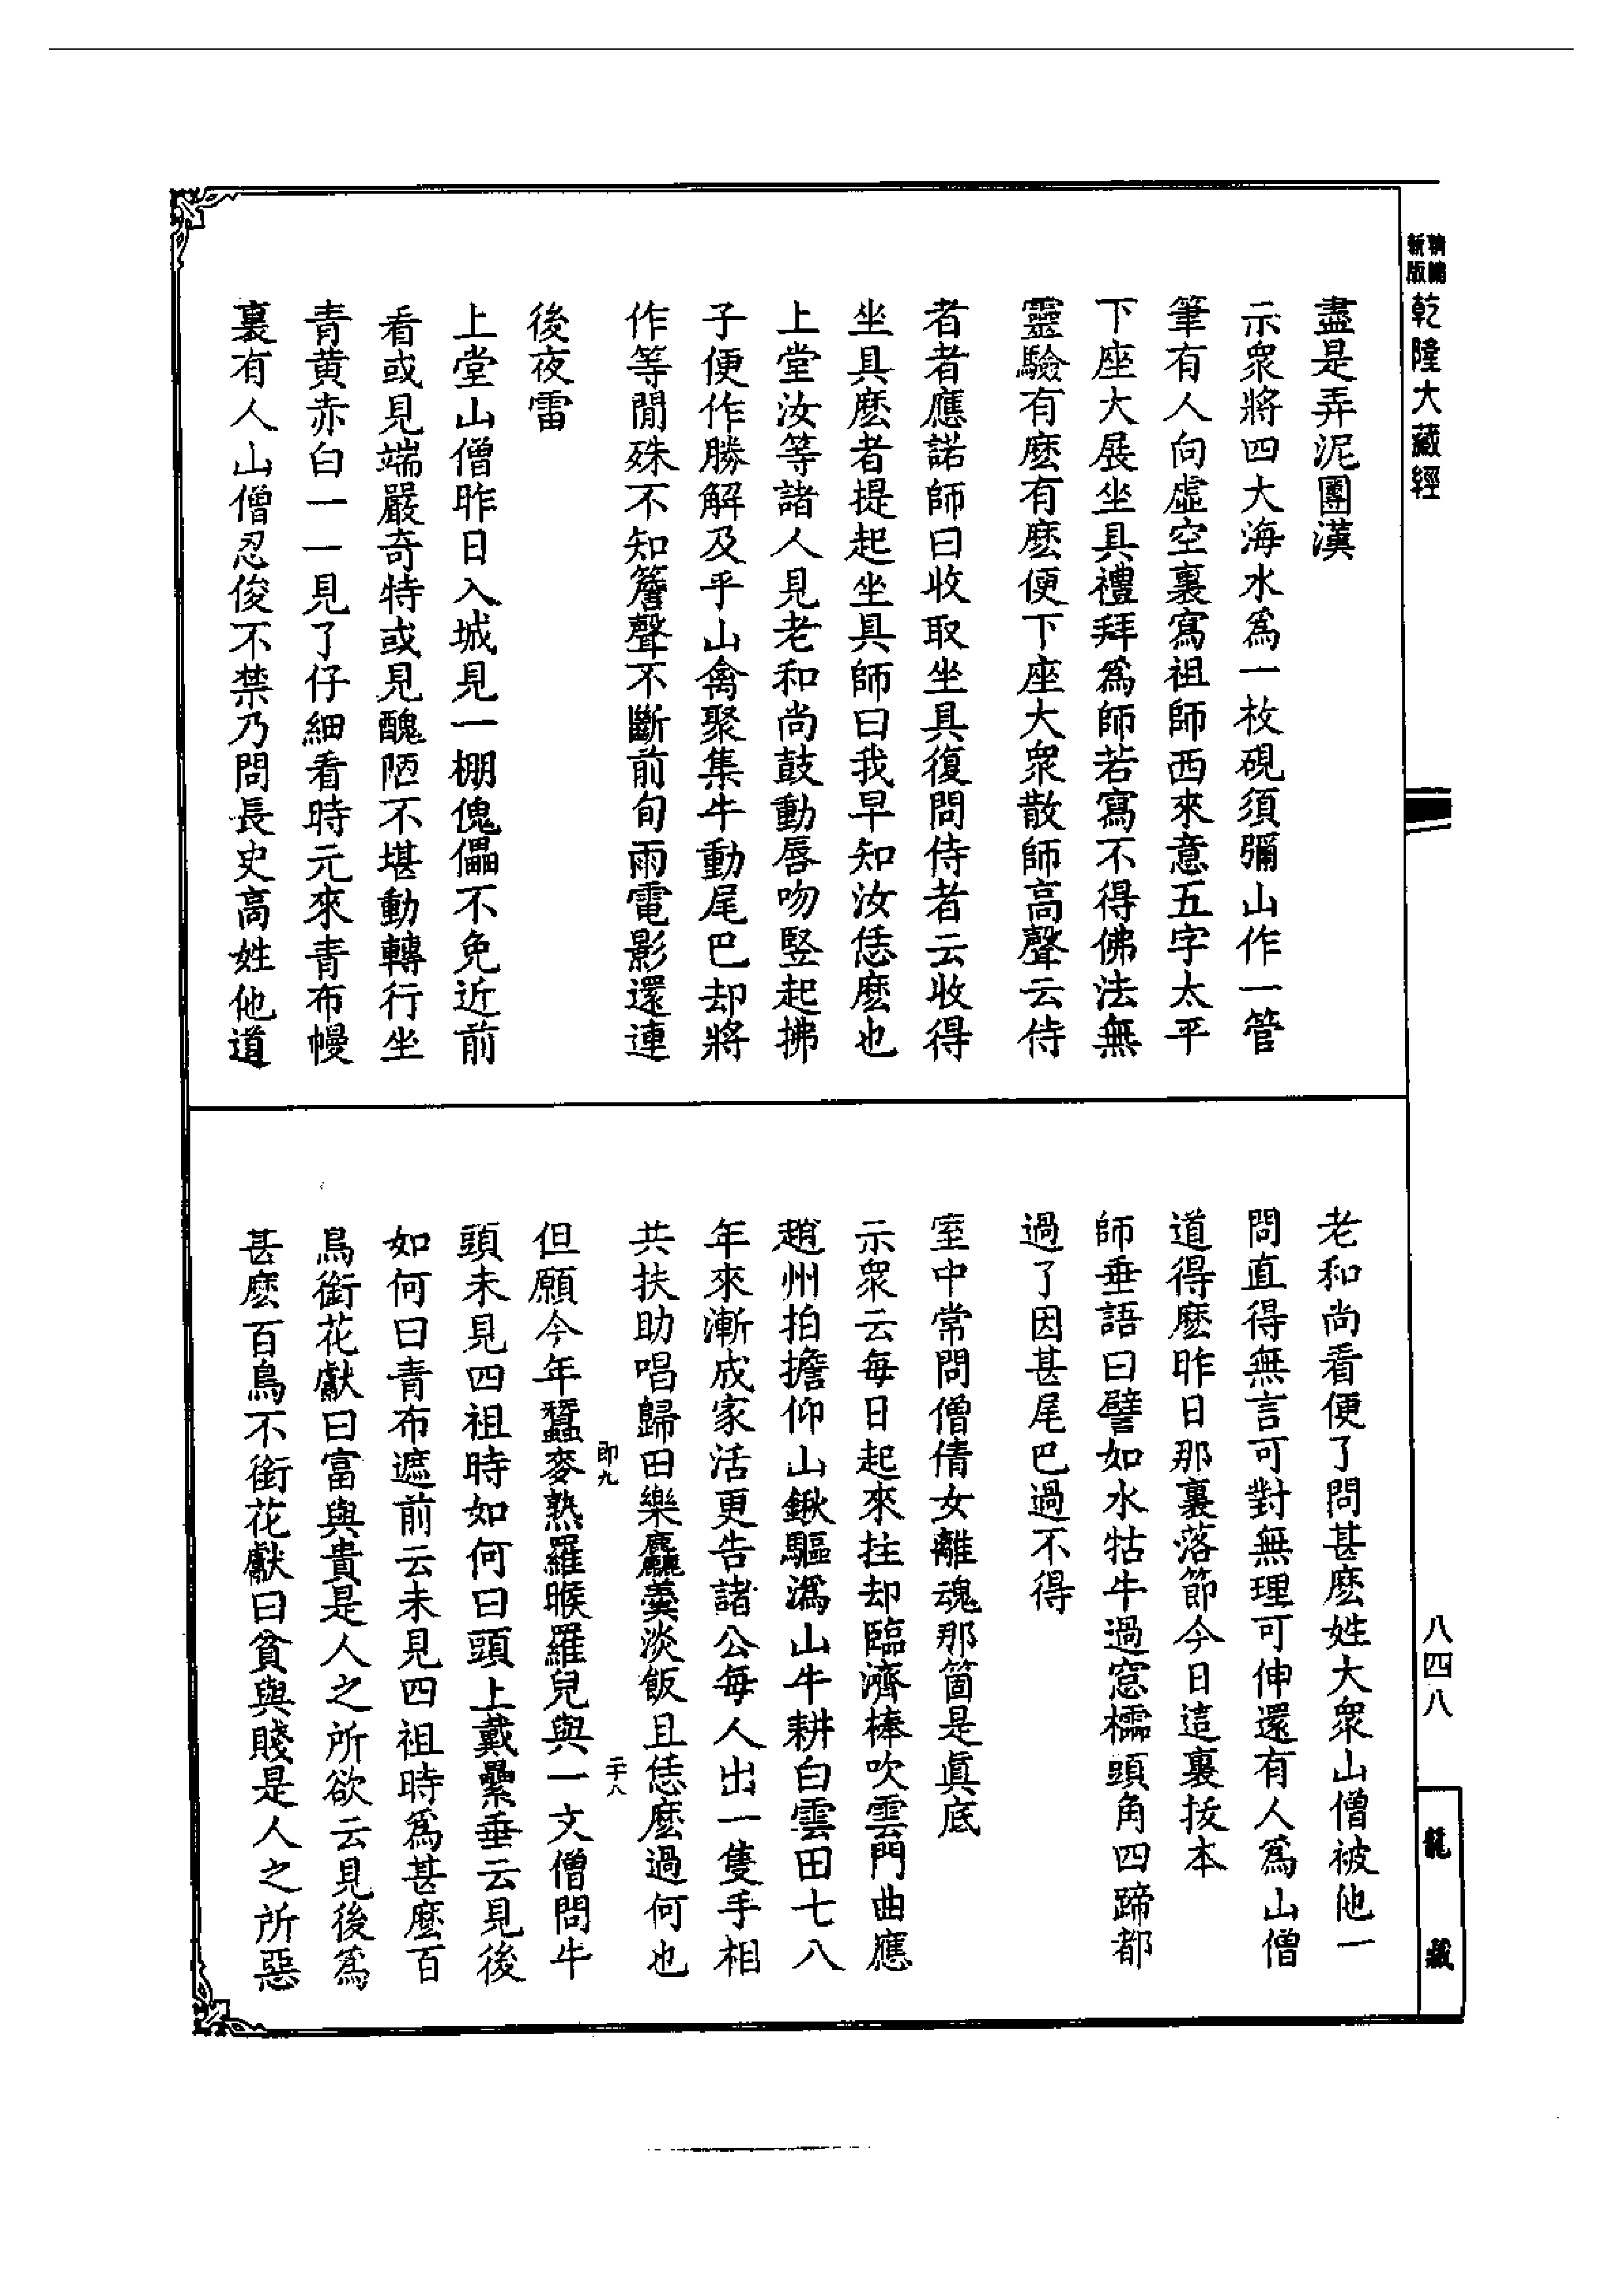 新版
精編
乾隆大藏經
盡是弄泥團漢
示衆將四大海水爲一枚硯須彌山作一管
筆有人向虛空裏寫祖師西來意五字太平
下座大展坐具禮拜爲師若寫不得佛法無
靈驗有麽有麽便下座大衆散師高聲云侍
者者應諾師曰收取坐具復問侍者云收得
坐具麽者提起坐具師曰我早知汝恁麽也
上堂汝等諸人見老和尚鼓動唇吻竪起拂
子便作勝解及乎山禽聚集牛動尾巴却將
作等閒殊不知簷聲不斷前旬雨電影還連
後夜雷
上堂山僧昨日入城見一棚傀儡不免近前
看或見端嚴奇特或見醜陋不堪動轉行坐
青黃赤白一一見了仔細看時元來青布幔
裏有人山僧忍俊不禁乃問長史高姓他道
老和尚看便了問甚麽姓大衆山僧被他一
問直得無言可對無理可伸還有人爲山僧
道得麽昨日那裏落節今日這裏拔本
師垂語曰譬如水牯牛過窓櫺頭角四蹄都
過了因甚尾巴過不得
室中常問僧倩女離魂那箇是眞底
示衆云每日起來拄却臨濟棒吹雲門曲應
趙州拍擔仰山鍬驅潙山牛耕白雲田七八
年來漸成家活更告諸公每人出一隻手相
共扶助唱歸田樂麤羹淡飯且恁麽過何也
即九
二十八
但願今年蠶麥熟羅睺羅兒與一文僧問牛
頭未見四祖時如何曰頭上戴纍垂云見後
如何曰青布遮前云未見四祖時爲甚麽百
鳥銜花獻曰富與貴是人之所欲云見後爲
甚麽百鳥不銜花獻曰貧與賤是人之所惡
八四八
龍藏